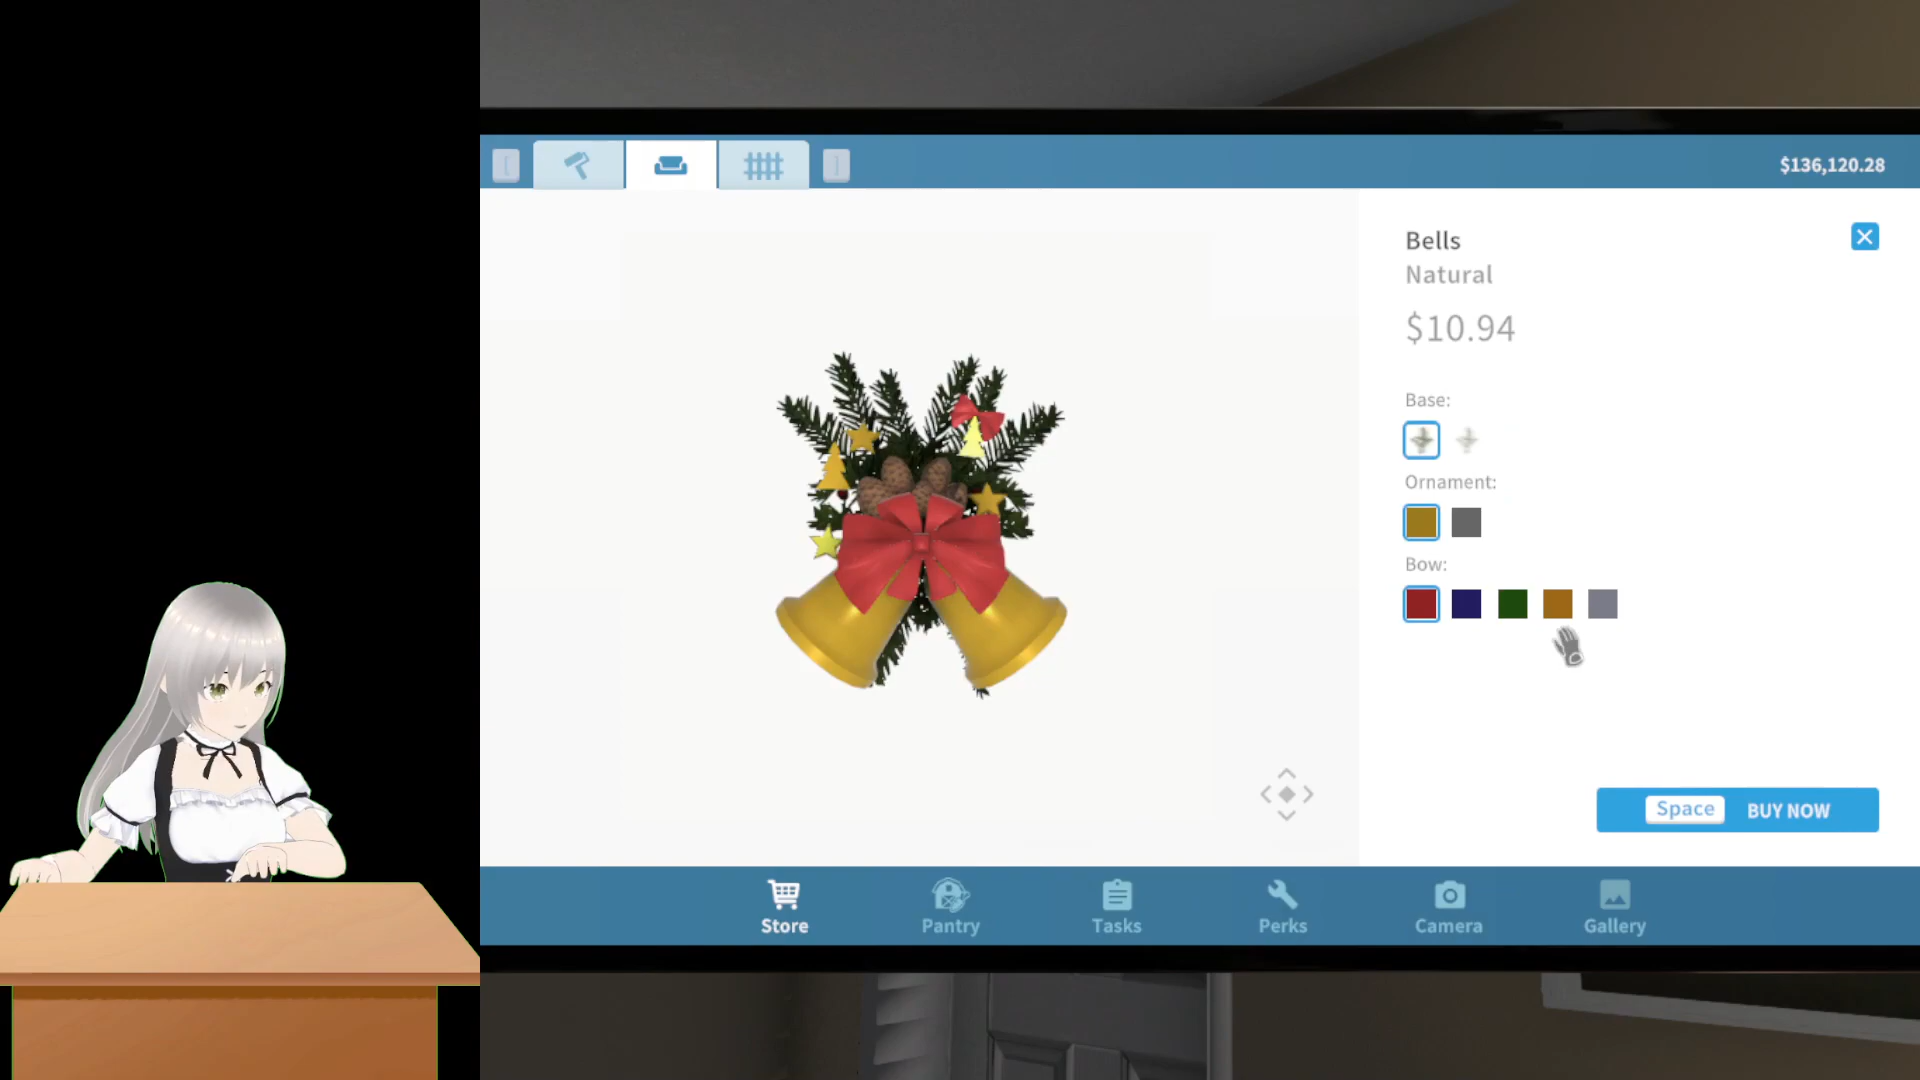 [
]
$136,120.28
Bells
Natural
$10.94
Base:
Ornament:
Bow:
Space BUY NOW
Store
Pantry
Tasks
Perks
Camera
Gallery